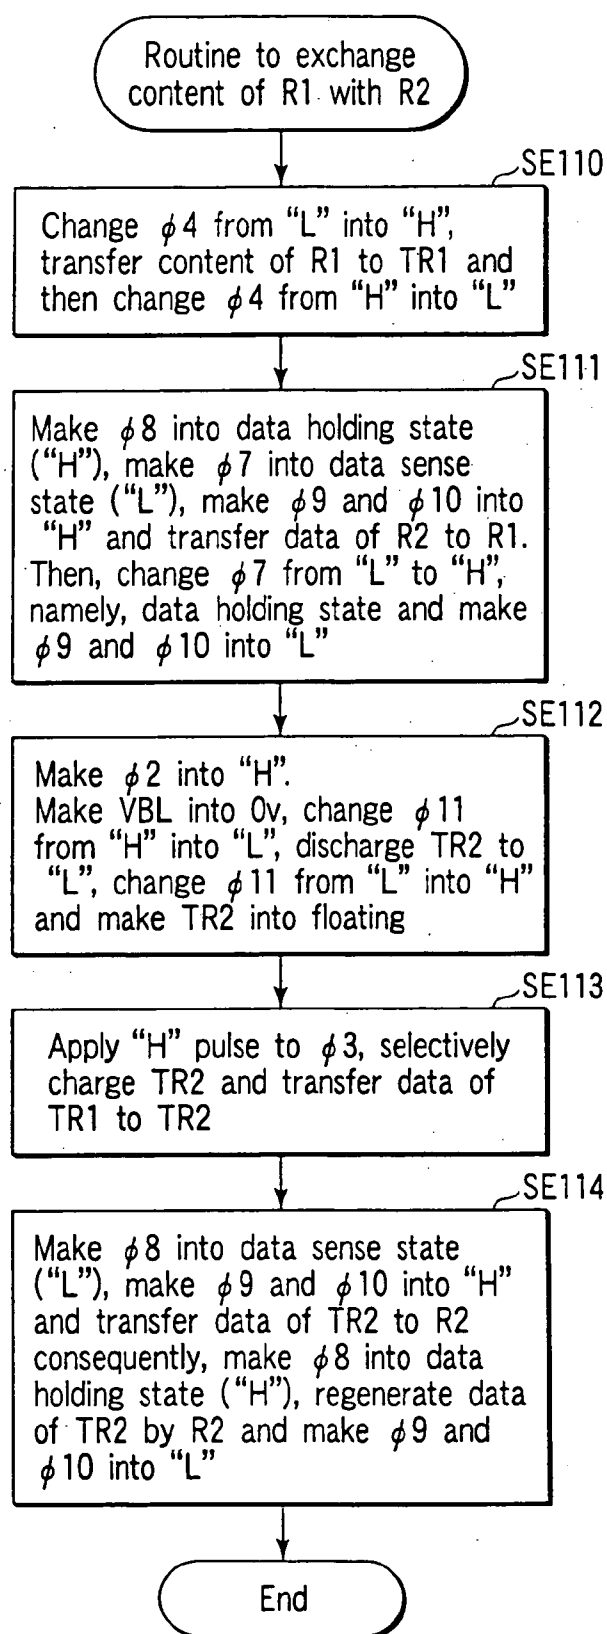 Routine to exchange
content of R1 with R2
SE110
Change ϕ4 from “L” into “H”,
transfer content of R1 to TR1 and
then change ϕ4 from “H” into “L”
SE111
Make ϕ8 into data holding state
(“H”), make ϕ7 into data sense
state (“L”), make ϕ9 and ϕ10 into
“H” and transfer data of R2 to R1.
Then, change ϕ7 from “L” to “H”,
namely, data holding state and make
ϕ9 and ϕ10 into “L”
SE112
Make ϕ2 into “H”.
Make VBL into 0v, change ϕ11
from “H” into “L”, discharge TR2 to
“L”, change ϕ11 from “L” into “H”
and make TR2 into floating
SE113
Apply “H” pulse to ϕ3, selectively
charge TR2 and transfer data of
TR1 to TR2
SE114
Make ϕ8 into data sense state
(“L”), make ϕ9 and ϕ10 into “H”
and transfer data of TR2 to R2
consequently, make ϕ8 into data
holding state (“H”), regenerate data
of TR2 by R2 and make ϕ9 and
ϕ10 into “L”
End